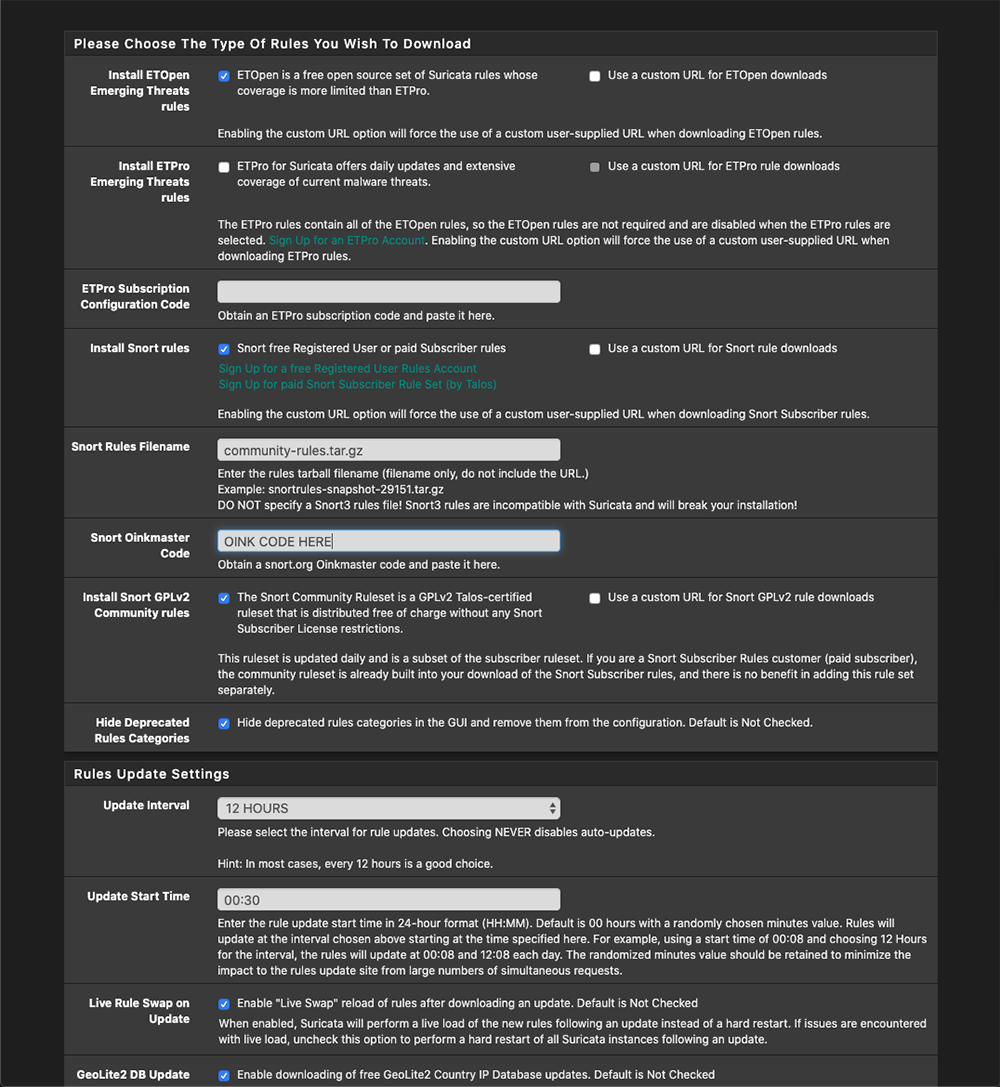 Please Choose The Type Of Rules You Wish To Download
Install ETOpen
Emerging Threats
rules
ETOpen is a free open source set of Suricata rules whose
coverage is more limited than ETPro.
Use a custom URL for ETOpen downloads
Enabling the custom URL option will force the use of a custom user-supplied URL when downloading ETOpen rules.
Install ETPro
Emerging Threats
rules
ETPro for Suricata offers daily updates and extensive
coverage of current malware threats.
Use a custom URL for ETPro rule downloads
The ETPro rules contain all of the ETOpen rules, so the ETOpen rules are not required and are disabled when the ETPro rules are
selected. Sign Up for an ETPro Account. Enabling the custom URL option will force the use of a custom user-supplied URL when
downloading ETPro rules.
ETPro Subscription
Configuration Code
Obtain an ETPro subscription code and paste it here.
Install Snort rules
Snort free Registered User or paid Subscriber rules
Use a custom URL for Snort rule downloads
Sign Up for a free Registered User Rules Account
Sign Up for paid Snort Subscriber Rule Set (by Talos)
Enabling the custom URL option will force the use of a custom user-supplied URL when downloading Snort Subscriber rules.
Snort Rules Filename
community-rules.tar.gz
Enter the rules tarball filename (filename only, do not include the URL.)
Example: snortrules-snapshot-29151.tar.gz
DO NOT specify a Snort3 rules file! Snort3 rules are incompatible with Suricata and will break your installation!
Snort Oinkmaster
Code
OINK CODE HERE
Obtain a snort.org Oinkmaster code and paste it here.
Install Snort GPLv2
Community rules
The Snort Community Ruleset is a GPLv2 Talos-certified
ruleset that is distributed free of charge without any Snort
Subscriber License restrictions.
Use a custom URL for Snort GPLv2 rule downloads
This ruleset is updated daily and is a subset of the subscriber ruleset. If you are a Snort Subscriber Rules customer (paid subscriber),
the community ruleset is already built into your download of the Snort Subscriber rules, and there is no benefit in adding this rule set
separately.
Hide Deprecated
Rules Categories
Hide deprecated rules categories in the GUI and remove them from the configuration. Default is Not Checked.
Rules Update Settings
Update Interval
12 HOURS
Please select the interval for rule updates. Choosing NEVER disables auto-updates.
Hint: In most cases, every 12 hours is a good choice.
Update Start Time
00:30
Enter the rule update start time in 24-hour format (HH:MM). Default is 00 hours with a randomly chosen minutes value. Rules will
update at the interval chosen above starting at the time specified here. For example, using a start time of 00:08 and choosing 12 Hours
for the interval, the rules will update at 00:08 and 12:08 each day. The randomized minutes value should be retained to minimize the
impact to the rules update site from large numbers of simultaneous requests.
Live Rule Swap on
Update
Enable "Live Swap" reload of rules after downloading an update. Default is Not Checked
When enabled, Suricata will perform a live load of the new rules following an update instead of a hard restart. If issues are encountered
with live load, uncheck this option to perform a hard restart of all Suricata instances following an update.
GeoLite2 DB Update
Enable downloading of free GeoLite2 Country IP Database updates. Default is Not Checked